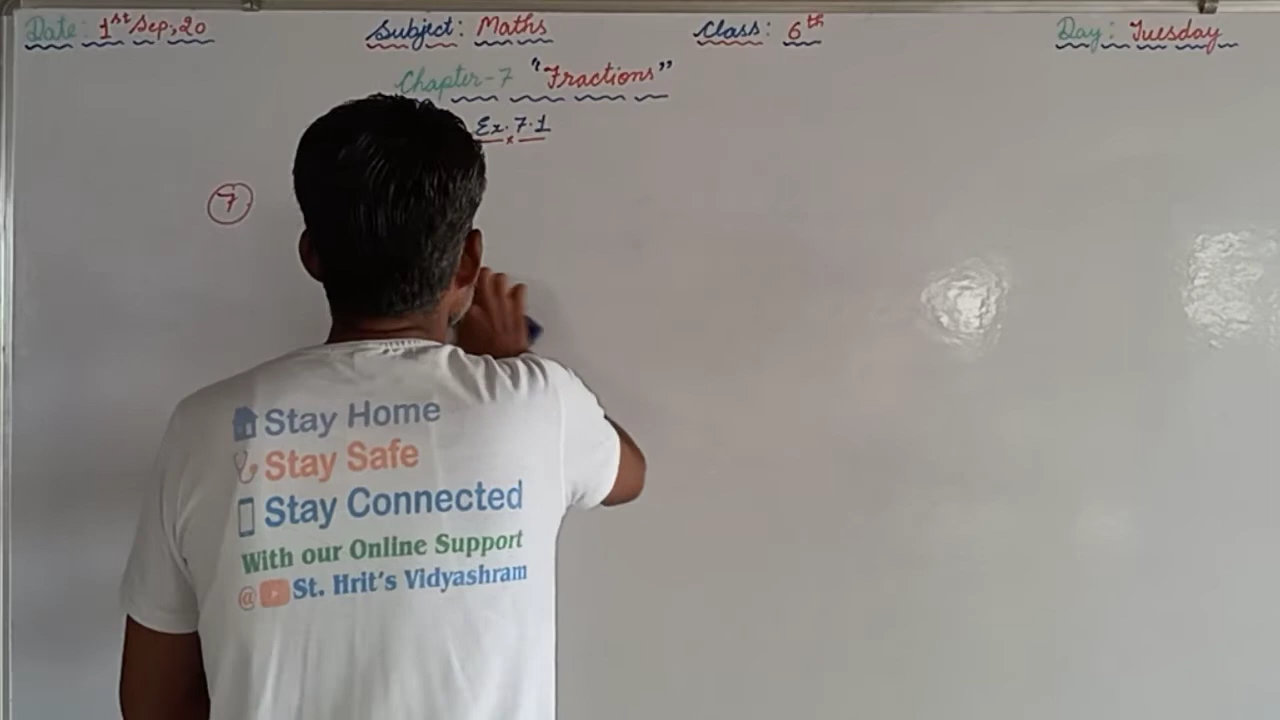 Date: 1st Sep, 20 Subject: Maths Class: 6th Day: Tuesday
Chapter-7 "Fractions"
Ex. 7.1
7
Stay Home
Stay Safe
Stay Connected
With our Online Support
@ St. Hrit's Vidyashram